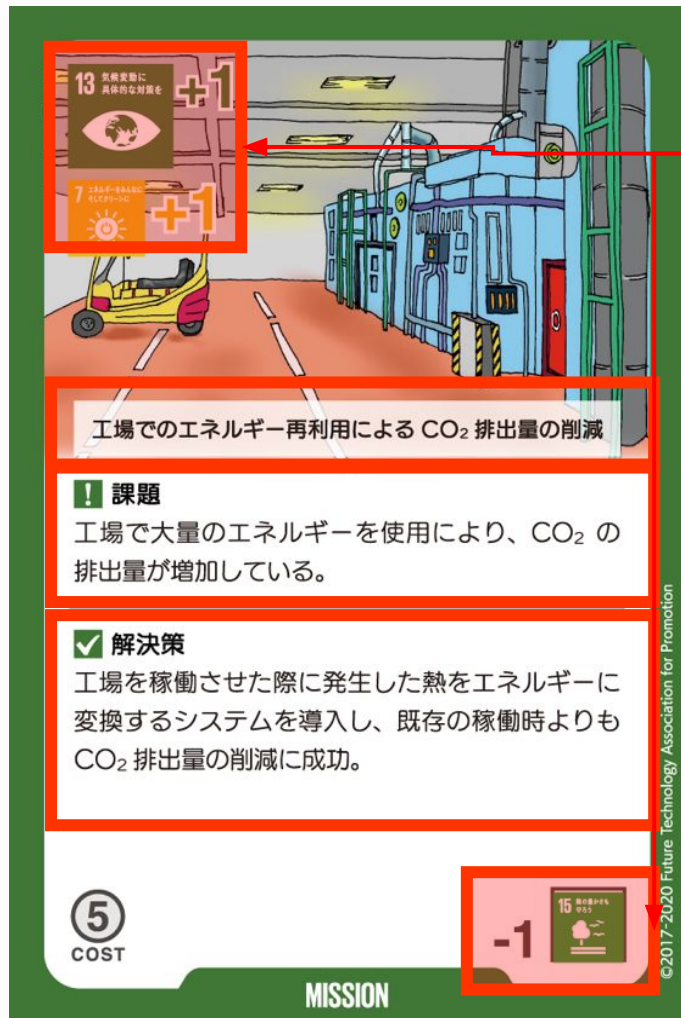 13 気候変動に
具体的な対策を
+1
7 エネルギーをみんなに
そしてクリーンに
+1
工場でのエネルギー再利用による CO₂ 排出量の削減
! 課題
工場で大量のエネルギーを使用により、CO₂ の
排出量が増加している。
解決策
工場を稼働させた際に発生した熱をエネルギーに
変換するシステムを導入し、既存の稼働時よりも
CO₂ 排出量の削減に成功。
5
COST
-1
15 陸の豊かさも
守ろう
MISSION
©2017-2020 Future Technology Association for Promotion